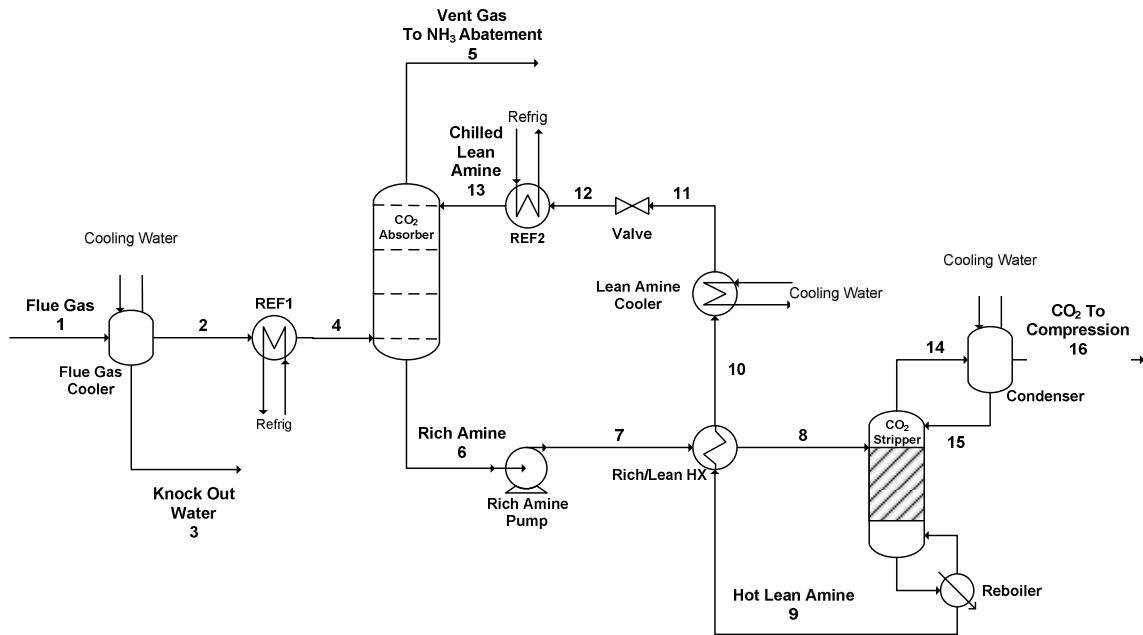 Vent Gas
To NH3 Abatement
5
Refrig
Chilled
Lean
Amine
13
12
11
CO2
Absorber
REF2
Valve
Cooling Water
Cooling Water
Lean Amine
Cooler
Cooling Water
Flue Gas
1
2
REF1
4
CO2 To
Compression
16
14
Flue Gas
Cooler
10
Condenser
Refrig
CO2
Stripper
15
Rich Amine
6
7
8
Rich/Lean HX
Rich Amine
Pump
Knock Out
Water
3
Hot Lean Amine
9
Reboiler